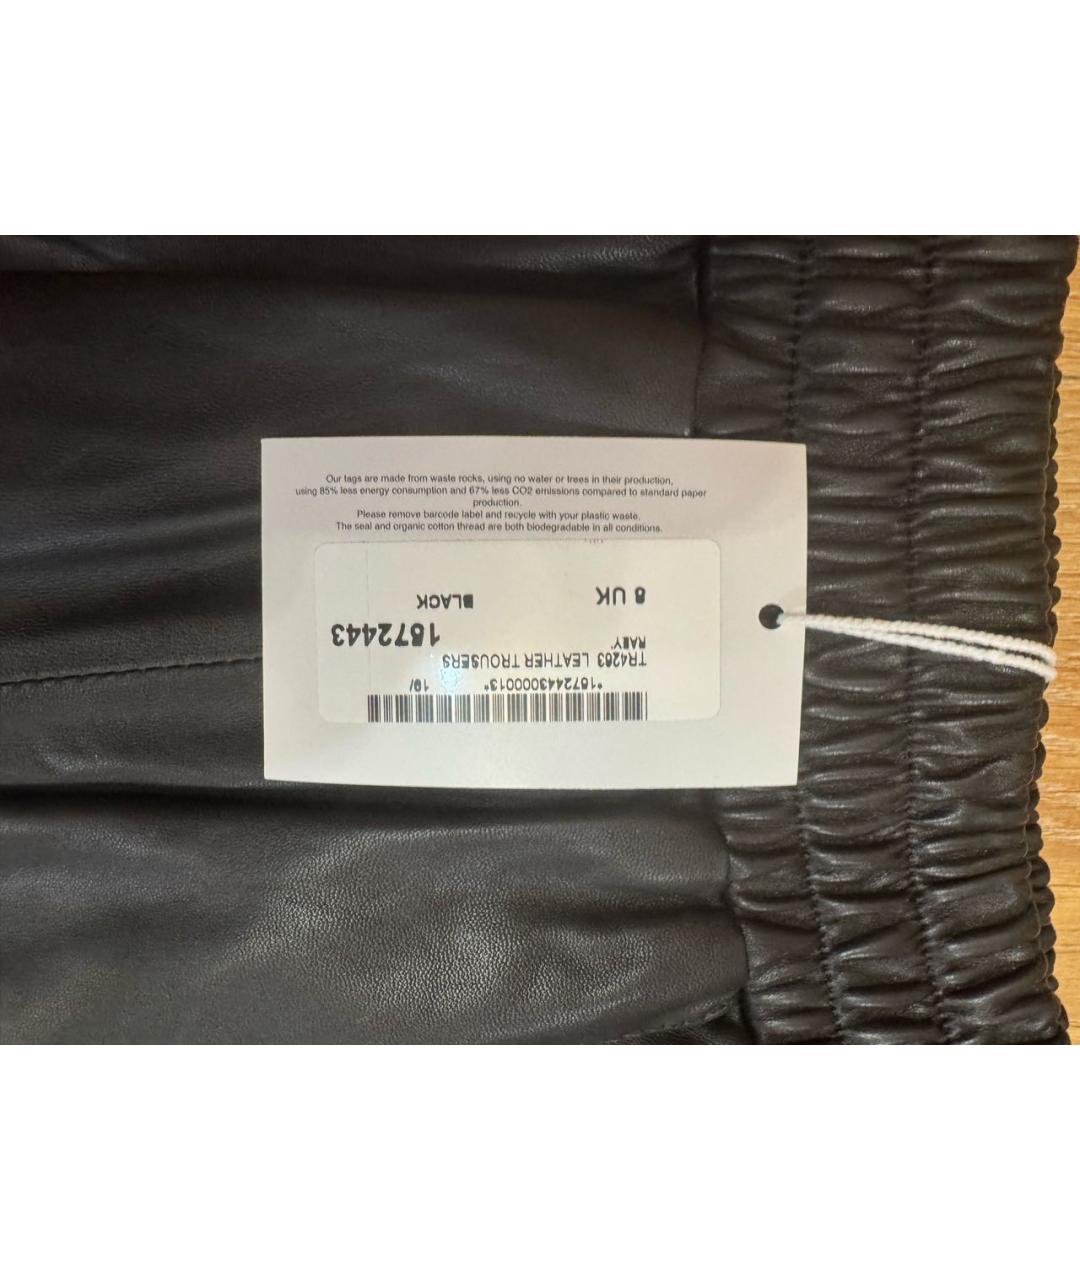 Our tags are made from waste rocks, using no water or trees in their production,
using 85% less energy consumption and 67% less CO2 emissions compared to standard paper
production.
Please remove barcode label and recycle with your plastic waste.
The seal and organic cotton thread are both biodegradable in all conditions.
*1672443000013* 19/
TR4263 LEATHER TROUSERS
1672443
8 UK BLACK